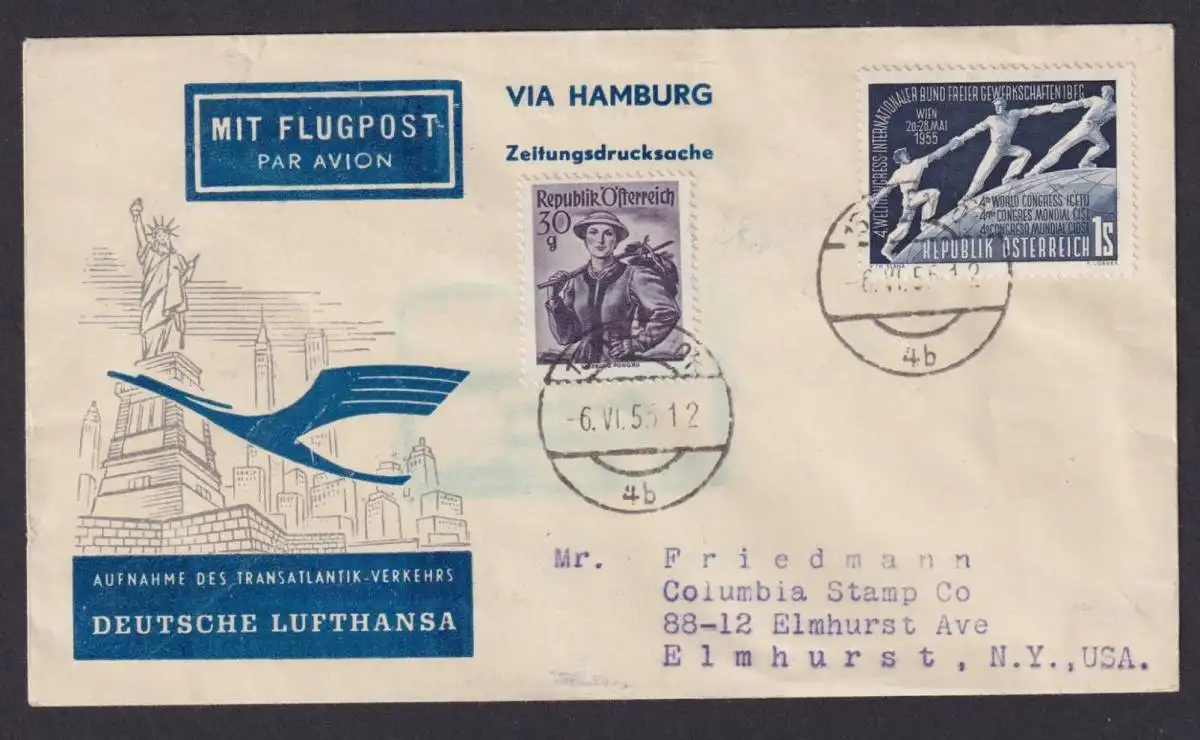 MIT FLUGPOST
PAR AVION
VIA HAMBURG
Zeitungsdrucksache
Republik Österreich
30
g
4. WELTKONGRESS·INTERNATIONALER BUND FREIER GEWERKSCHAFTEN IBFG
WIEN
20-28. MAI
1955
4th WORLD CONGRESS ICFTU
4eme CONGRES MONDIAL CISL
4o CONGRESO MUNDIAL CIOSL
REPUBLIK ÖSTERREICH 1S
-6. VI. 55 12
4b
-6. VI. 55 12
4b
AUFNAHME DES TRANSATLANTIK-VERKEHRS
DEUTSCHE LUFTHANSA
Mr. Friedmann
Columbia Stamp Co
88-12 Elmhurst Ave
Elmhurst, N.Y.,USA.